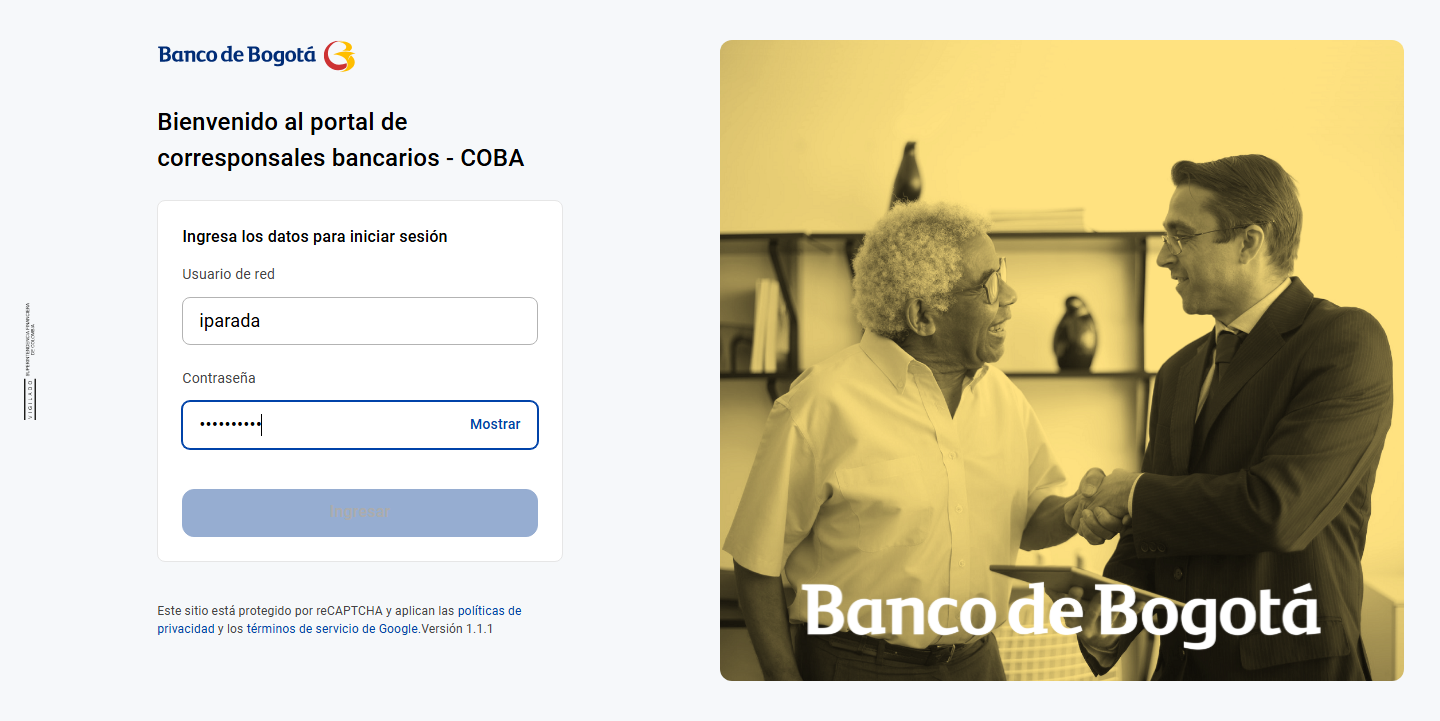 Banco de Bogotá
Bienvenido al portal de
corresponsales bancarios - COBA
Ingresa los datos para iniciar sesión
Usuario de red
iparada
Contraseña
•••••••••• Mostrar
Ingresar
Este sitio está protegido por reCAPTCHA y aplican las políticas de
privacidad y los términos de servicio de Google.Versión 1.1.1
VIGILADO
SUPERINTENDENCIA FINANCIERA
DE COLOMBIA
Banco de Bogotá